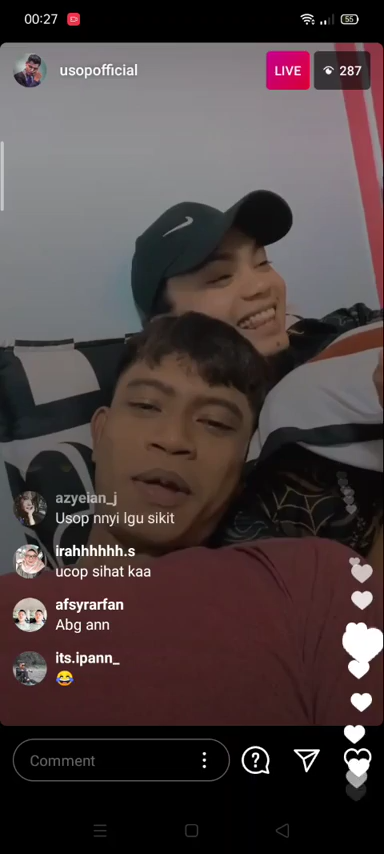 00:27
55
usopofficial
LIVE
287
azyeian_j
Usop nnyi lgu sikit
irahhhhhh.s
ucop sihat kaa
afsyrarfan
Abg ann
its.ipann_
😂
Comment